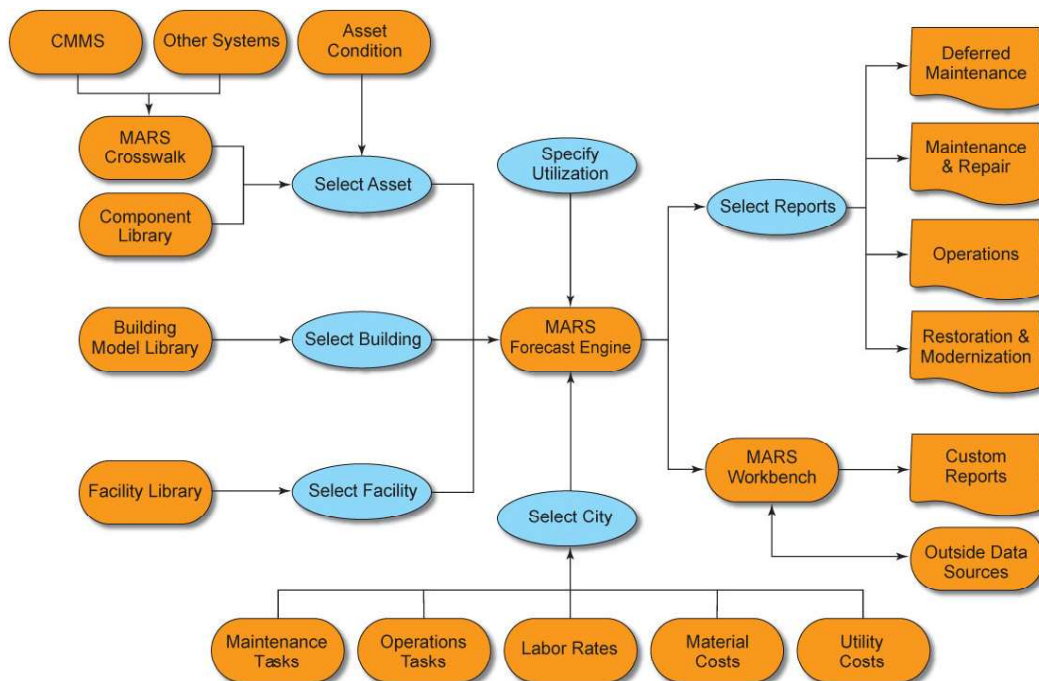 CMMS
Other Systems
Asset
Condition
Deferred
Maintenance
MARS
Crosswalk
Specify
Utilization
Maintenance
& Repair
Select Asset
Select Reports
Component
Library
Operations
Building
Model Library
Select Building
MARS
Forecast Engine
Restoration &
Modernization
MARS
Workbench
Custom
Reports
Facility Library
Select Facility
Select City
Outside Data
Sources
Maintenance
Tasks
Operations
Tasks
Labor Rates
Material
Costs
Utility
Costs